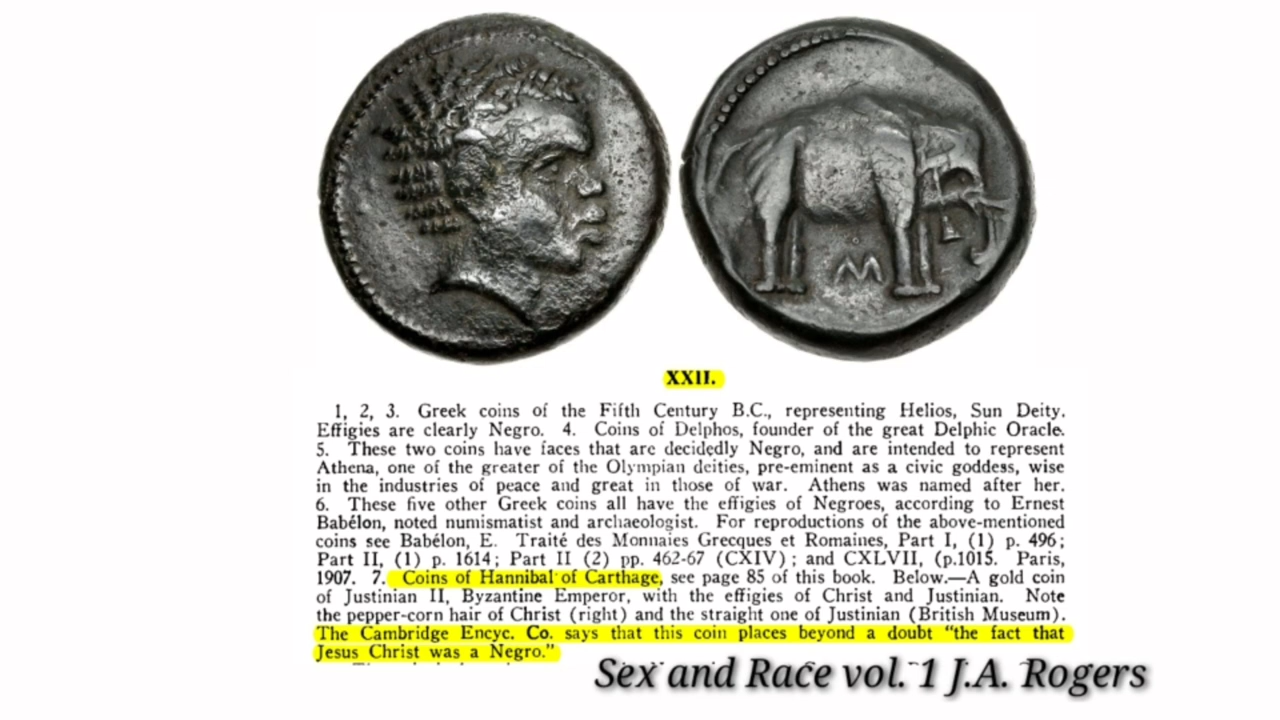 XXII.
1, 2, 3. Greek coins of the Fifth Century B.C., representing Helios, Sun Deity.
Effigies are clearly Negro. 4. Coins of Delphos, founder of the great Delphic Oracle.
5. These two coins have faces that are decidedly Negro, and are intended to represent
Athena, one of the greater of the Olympian deities, pre-eminent as a civic goddess, wise
in the industries of peace and great in those of war. Athens was named after her.
6. These five other Greek coins all have the effigies of Negroes, according to Ernest
Babélon, noted numismatist and archaeologist. For reproductions of the above-mentioned
coins see Babélon, E. Traité des Monnaies Grecques et Romaines, Part I, (1) p. 496;
Part II, (1) p. 1614; Part II (2) pp. 462-67 (CXIV); and CXLVII, (p.1015. Paris,
1907. 7. Coins of Hannibal of Carthage, see page 85 of this book. Below.—A gold coin
of Justinian II, Byzantine Emperor, with the effigies of Christ and Justinian. Note
the pepper-corn hair of Christ (right) and the straight one of Justinian (British Museum).
The Cambridge Encyc. Co. says that this coin places beyond a doubt "the fact that
Jesus Christ was a Negro."
Sex and Race vol. 1 J.A. Rogers